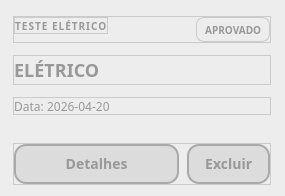 TESTE ELÉTRICO APROVADO
ELÉTRICO
Data: 2026-04-20
Detalhes Excluir